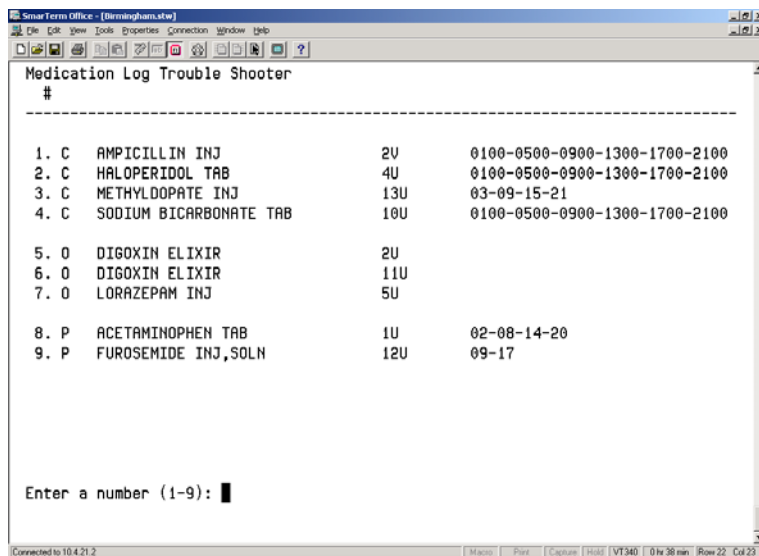 SmarTerm Office - [Birmingham.stw]
File Edit View Tools Properties Connection Window Help
Medication Log Trouble Shooter
#
--------------------------------------------------------------------------------
1. C AMPICILLIN INJ 2V 0100-0500-0900-1300-1700-2100
2. C HALOPERIDOL TAB 4U 0100-0500-0900-1300-1700-2100
3. C METHYLDOPATE INJ 13U 03-09-15-21
4. C SODIUM BICARBONATE TAB 10U 0100-0500-0900-1300-1700-2100
5. O DIGOXIN ELIXIR 2U
6. O DIGOXIN ELIXIR 11U
7. O LORAZEPAM INJ 5U
8. P ACETAMINOPHEN TAB 1U 02-08-14-20
9. P FUROSEMIDE INJ,SOLN 12U 09-17
Enter a number (1-9):
Connected to 10.4.21.2 Macro Print Capture Hold VT340 0 hr 38 min Row 22 Col 23